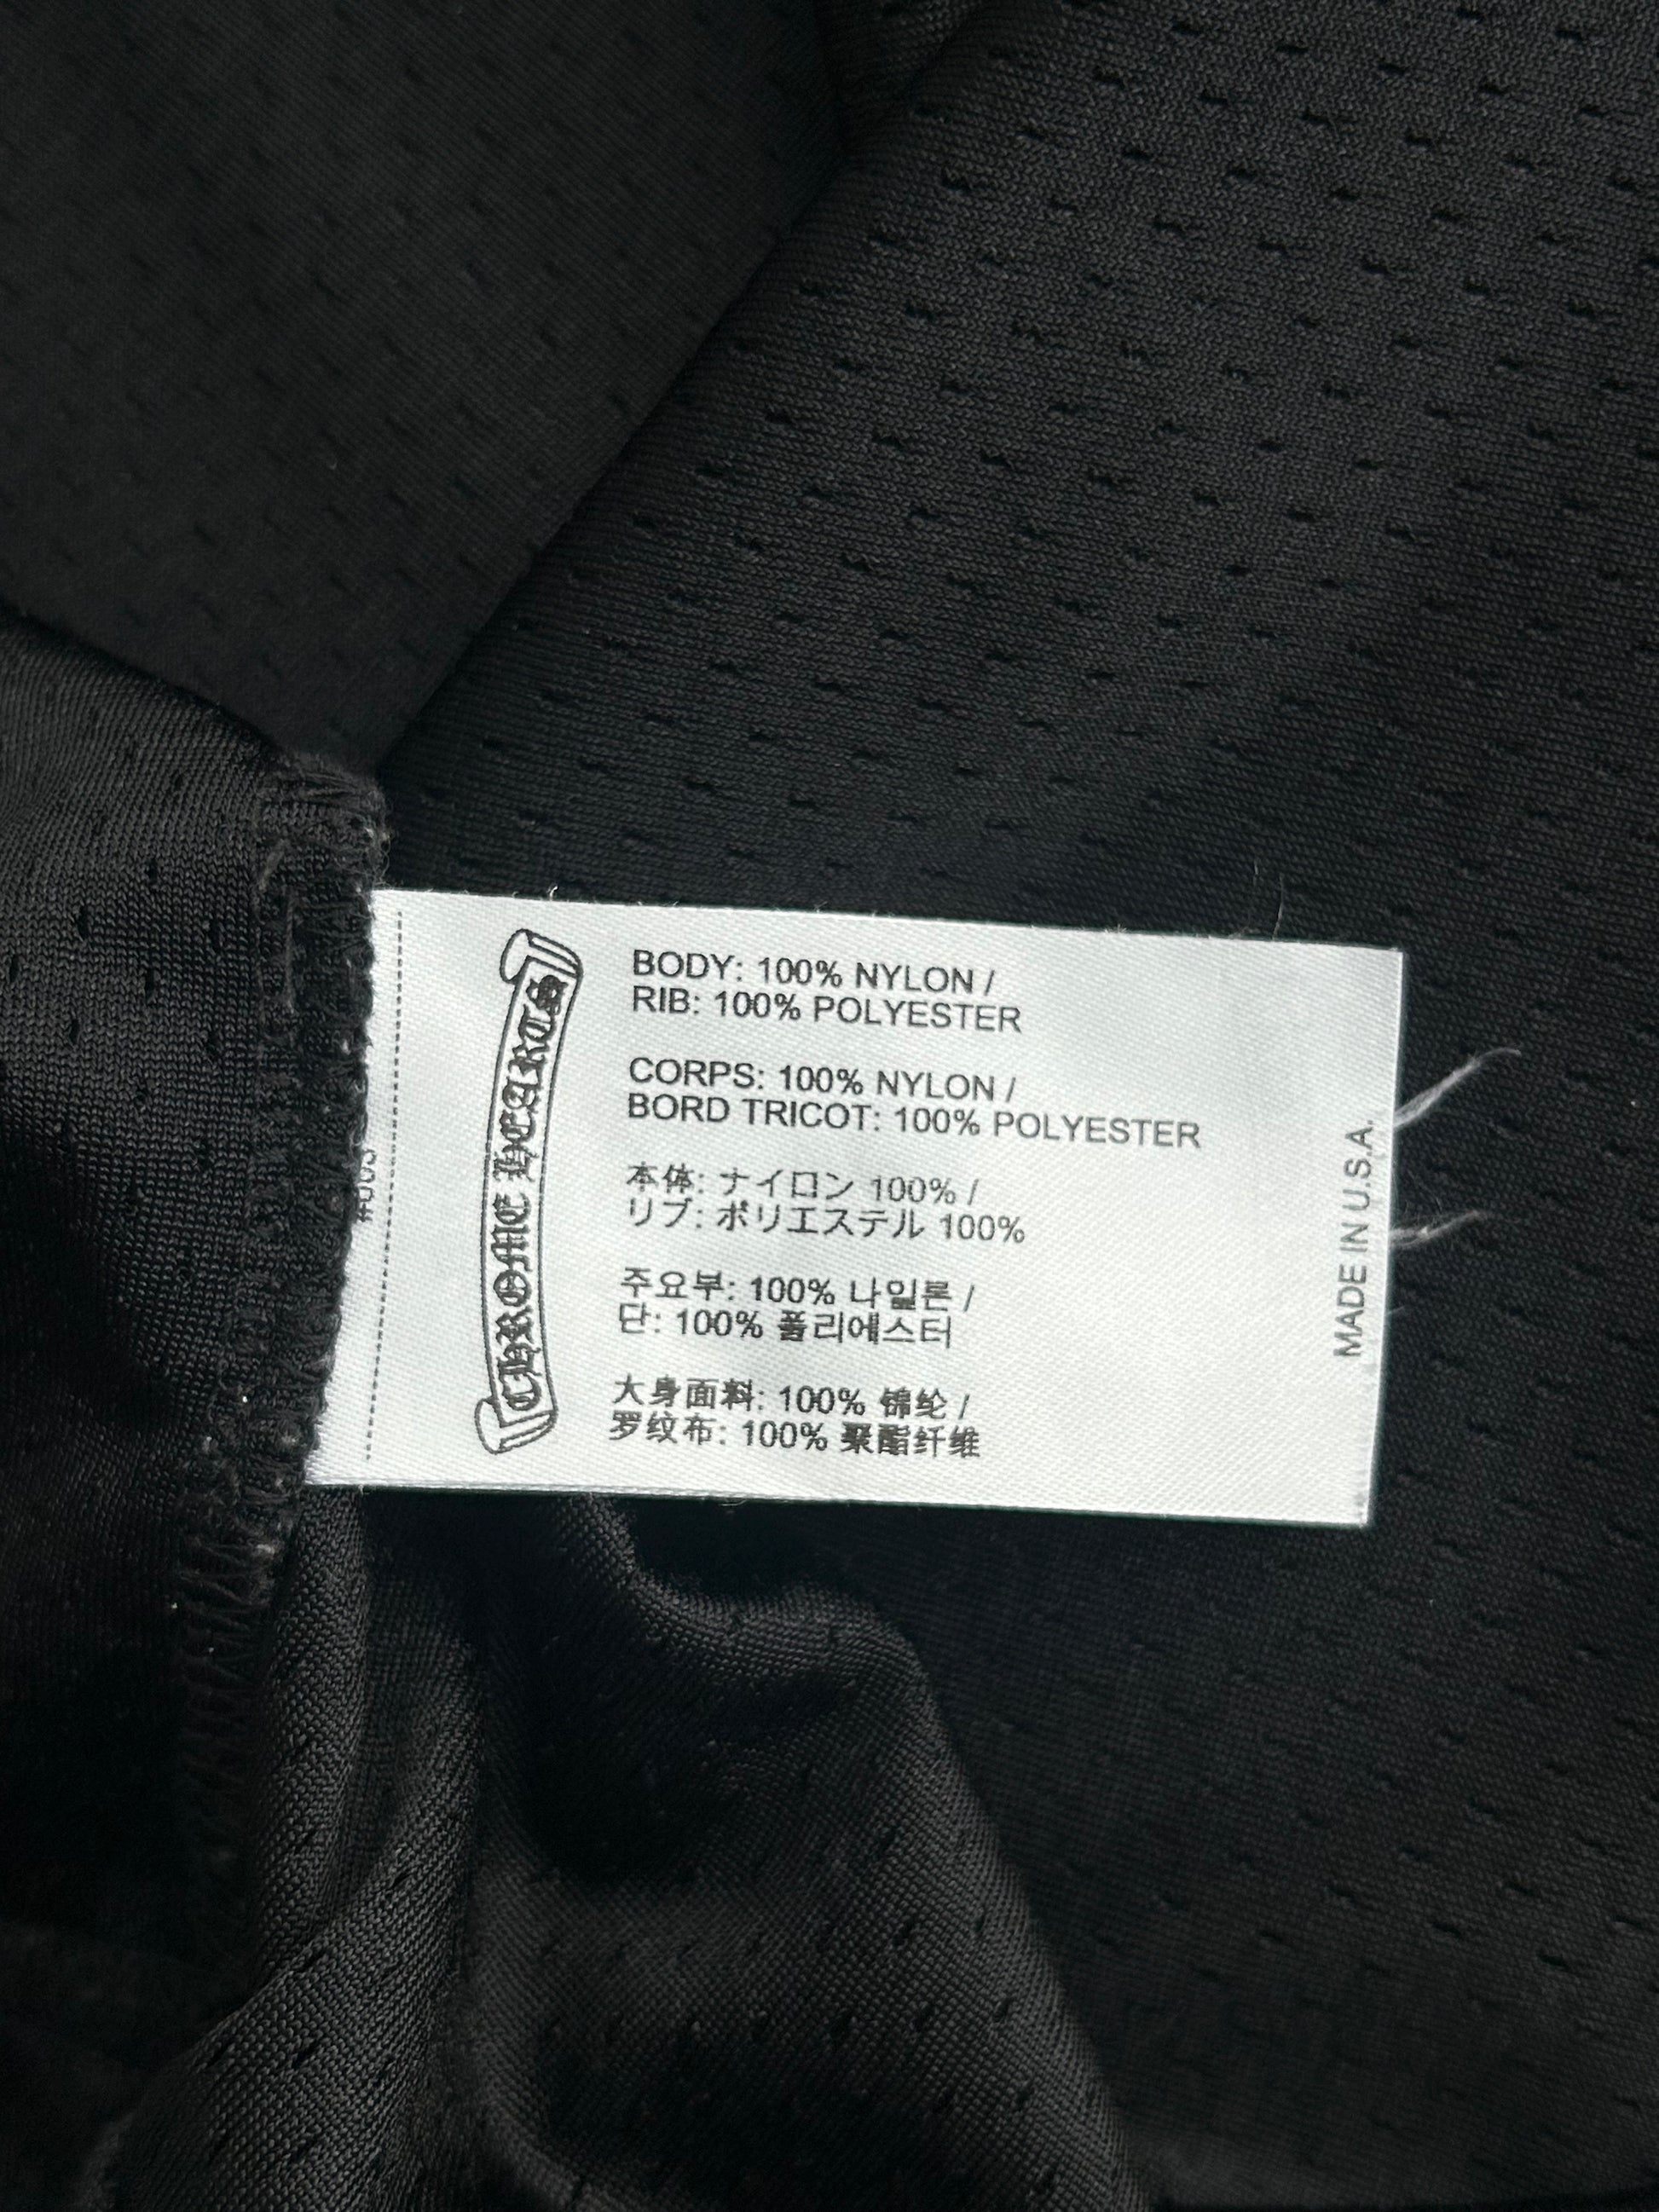 CHROME HEARTS
BODY: 100% NYLON /
RIB: 100% POLYESTER
CORPS: 100% NYLON /
BORD TRICOT: 100% POLYESTER
本体: ナイロン 100% /
リブ: ポリエステル 100%
주요부: 100% 나일론 /
단: 100% 폴리에스터
大身面料: 100% 锦纶 /
罗纹布: 100% 聚酯纤维
MADE IN U.S.A.